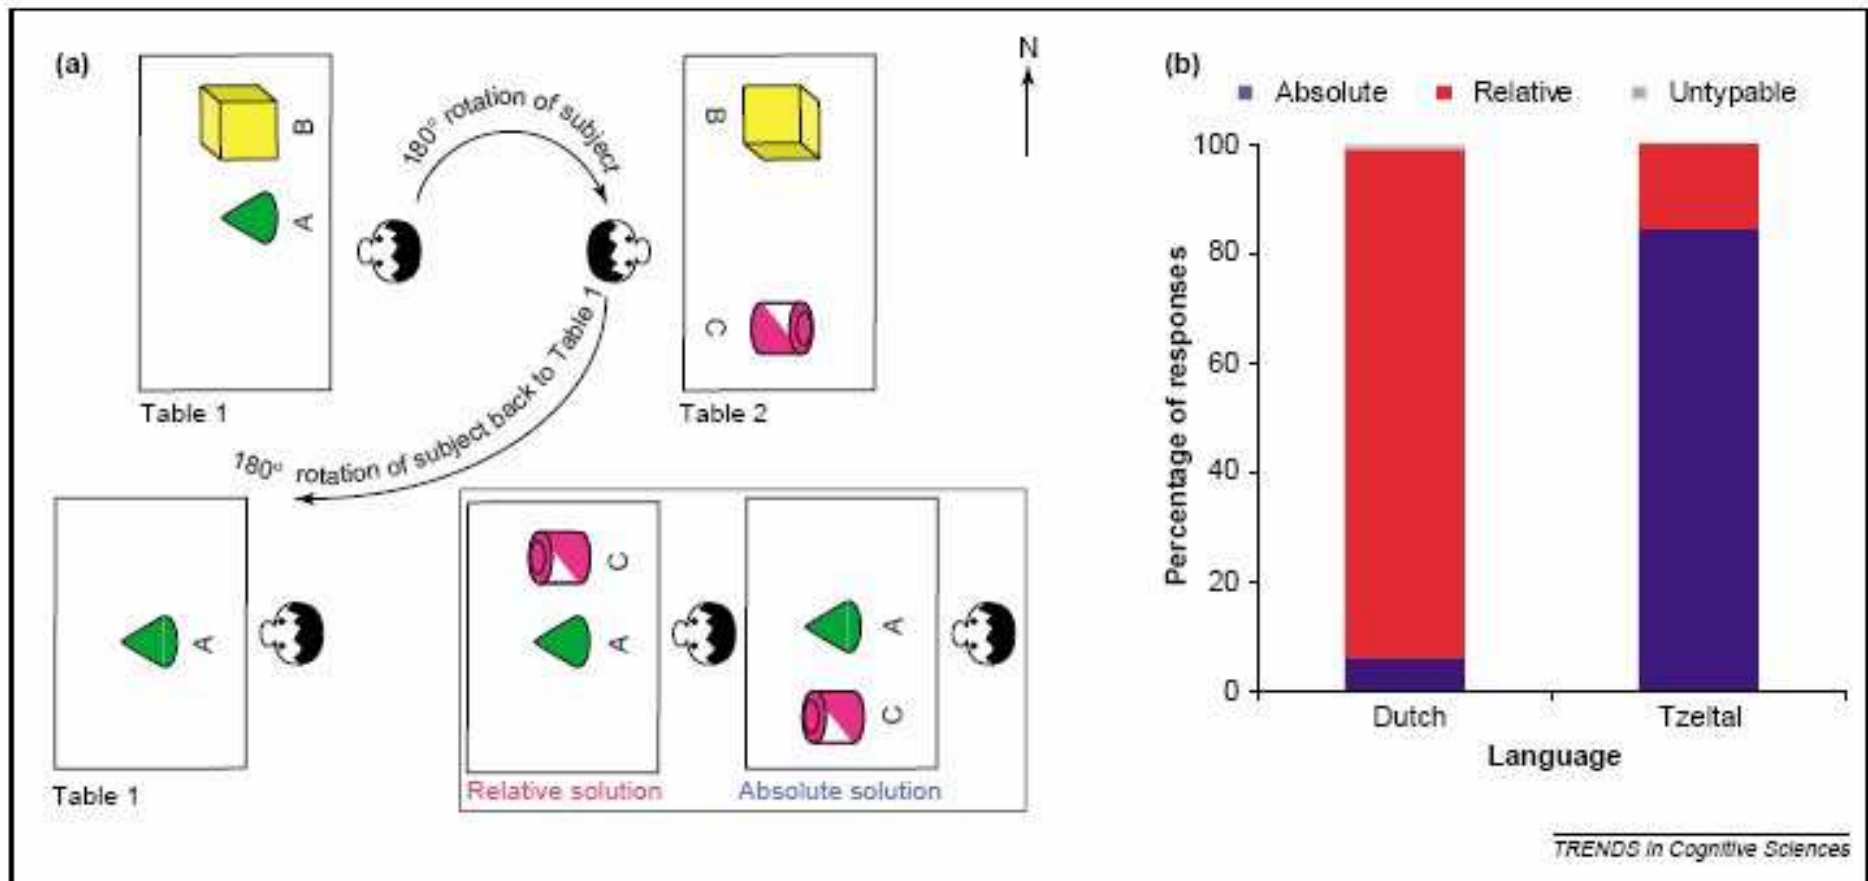 (a)
B
A
Table 1
180° rotation of subject
B
C
Table 2
N
180° rotation of subject back to Table 1
A
Table 1
C
A
Relative solution
A
C
Absolute solution
(b)
Absolute Relative Untypable
Percentage of responses
100
80
60
40
20
0
Dutch Tzeltal
Language
TRENDS in Cognitive Sciences